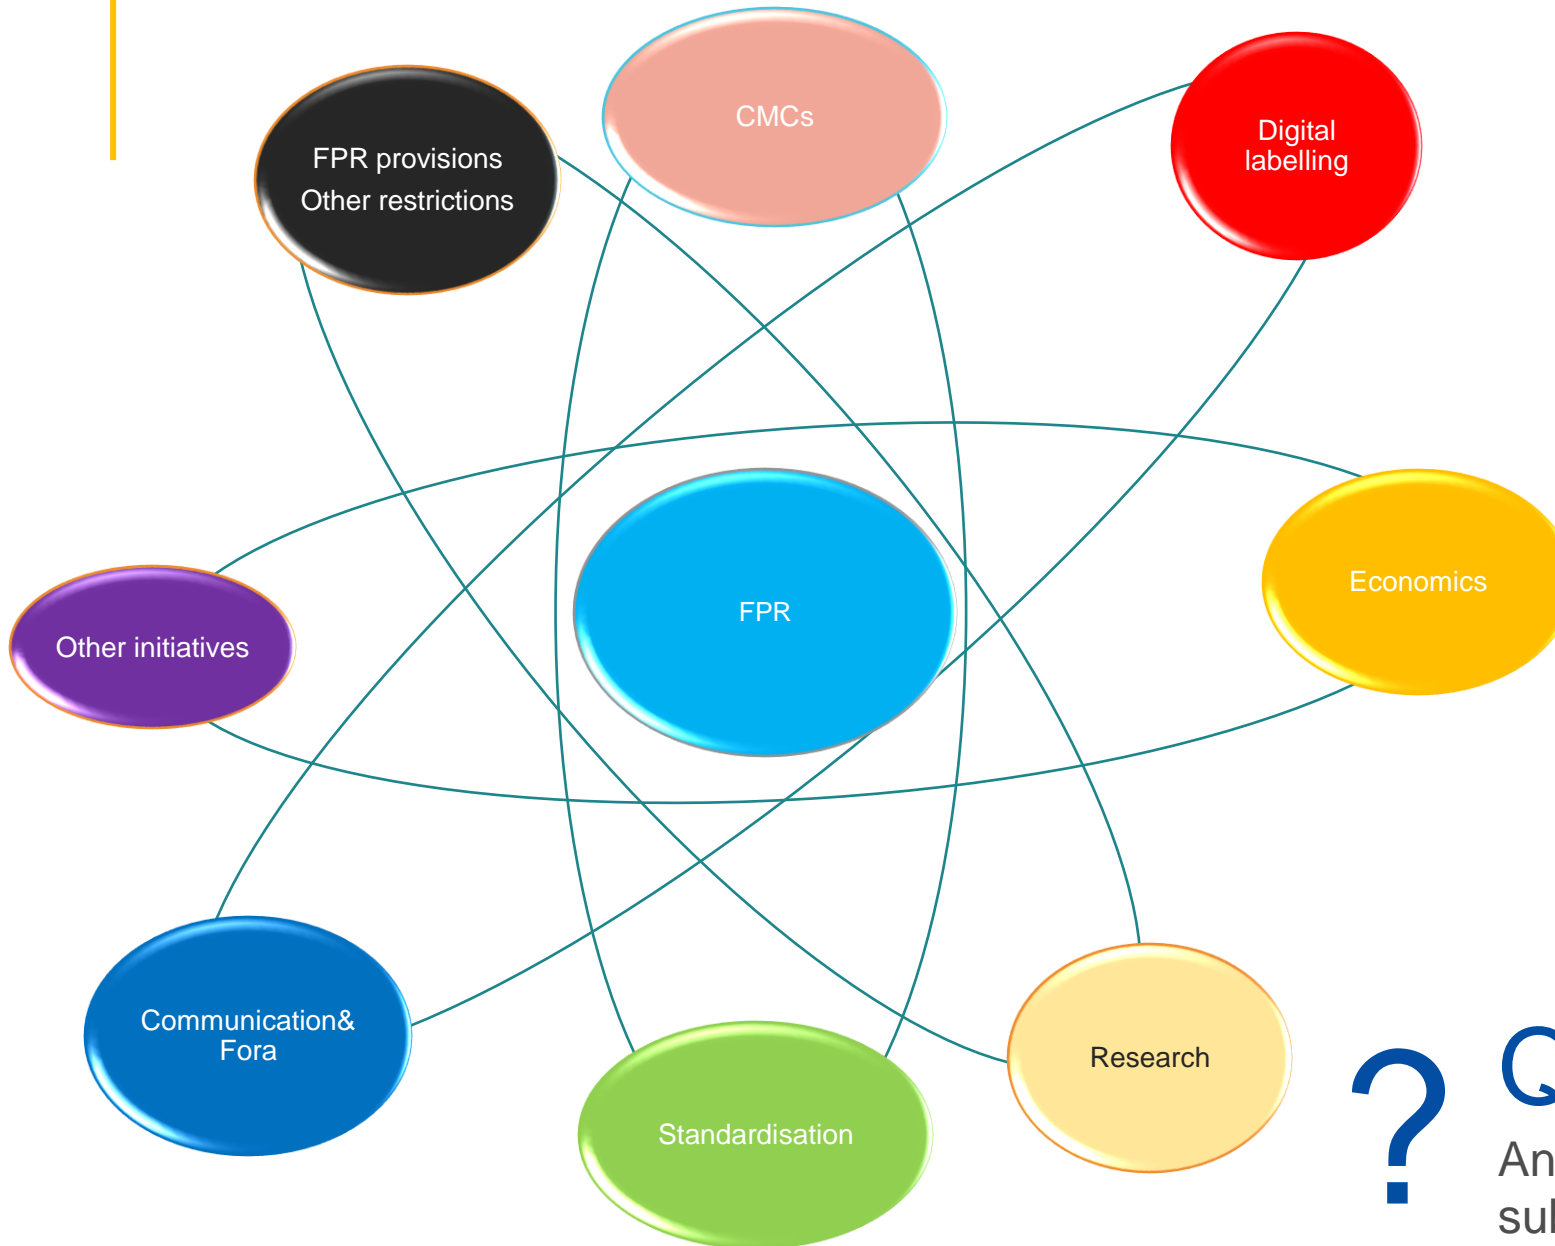 CMCs
FPR provisions
Other restrictions
Digital
labelling
Economics
FPR
Other initiatives
Communication&
Fora
Standardisation
Research
?